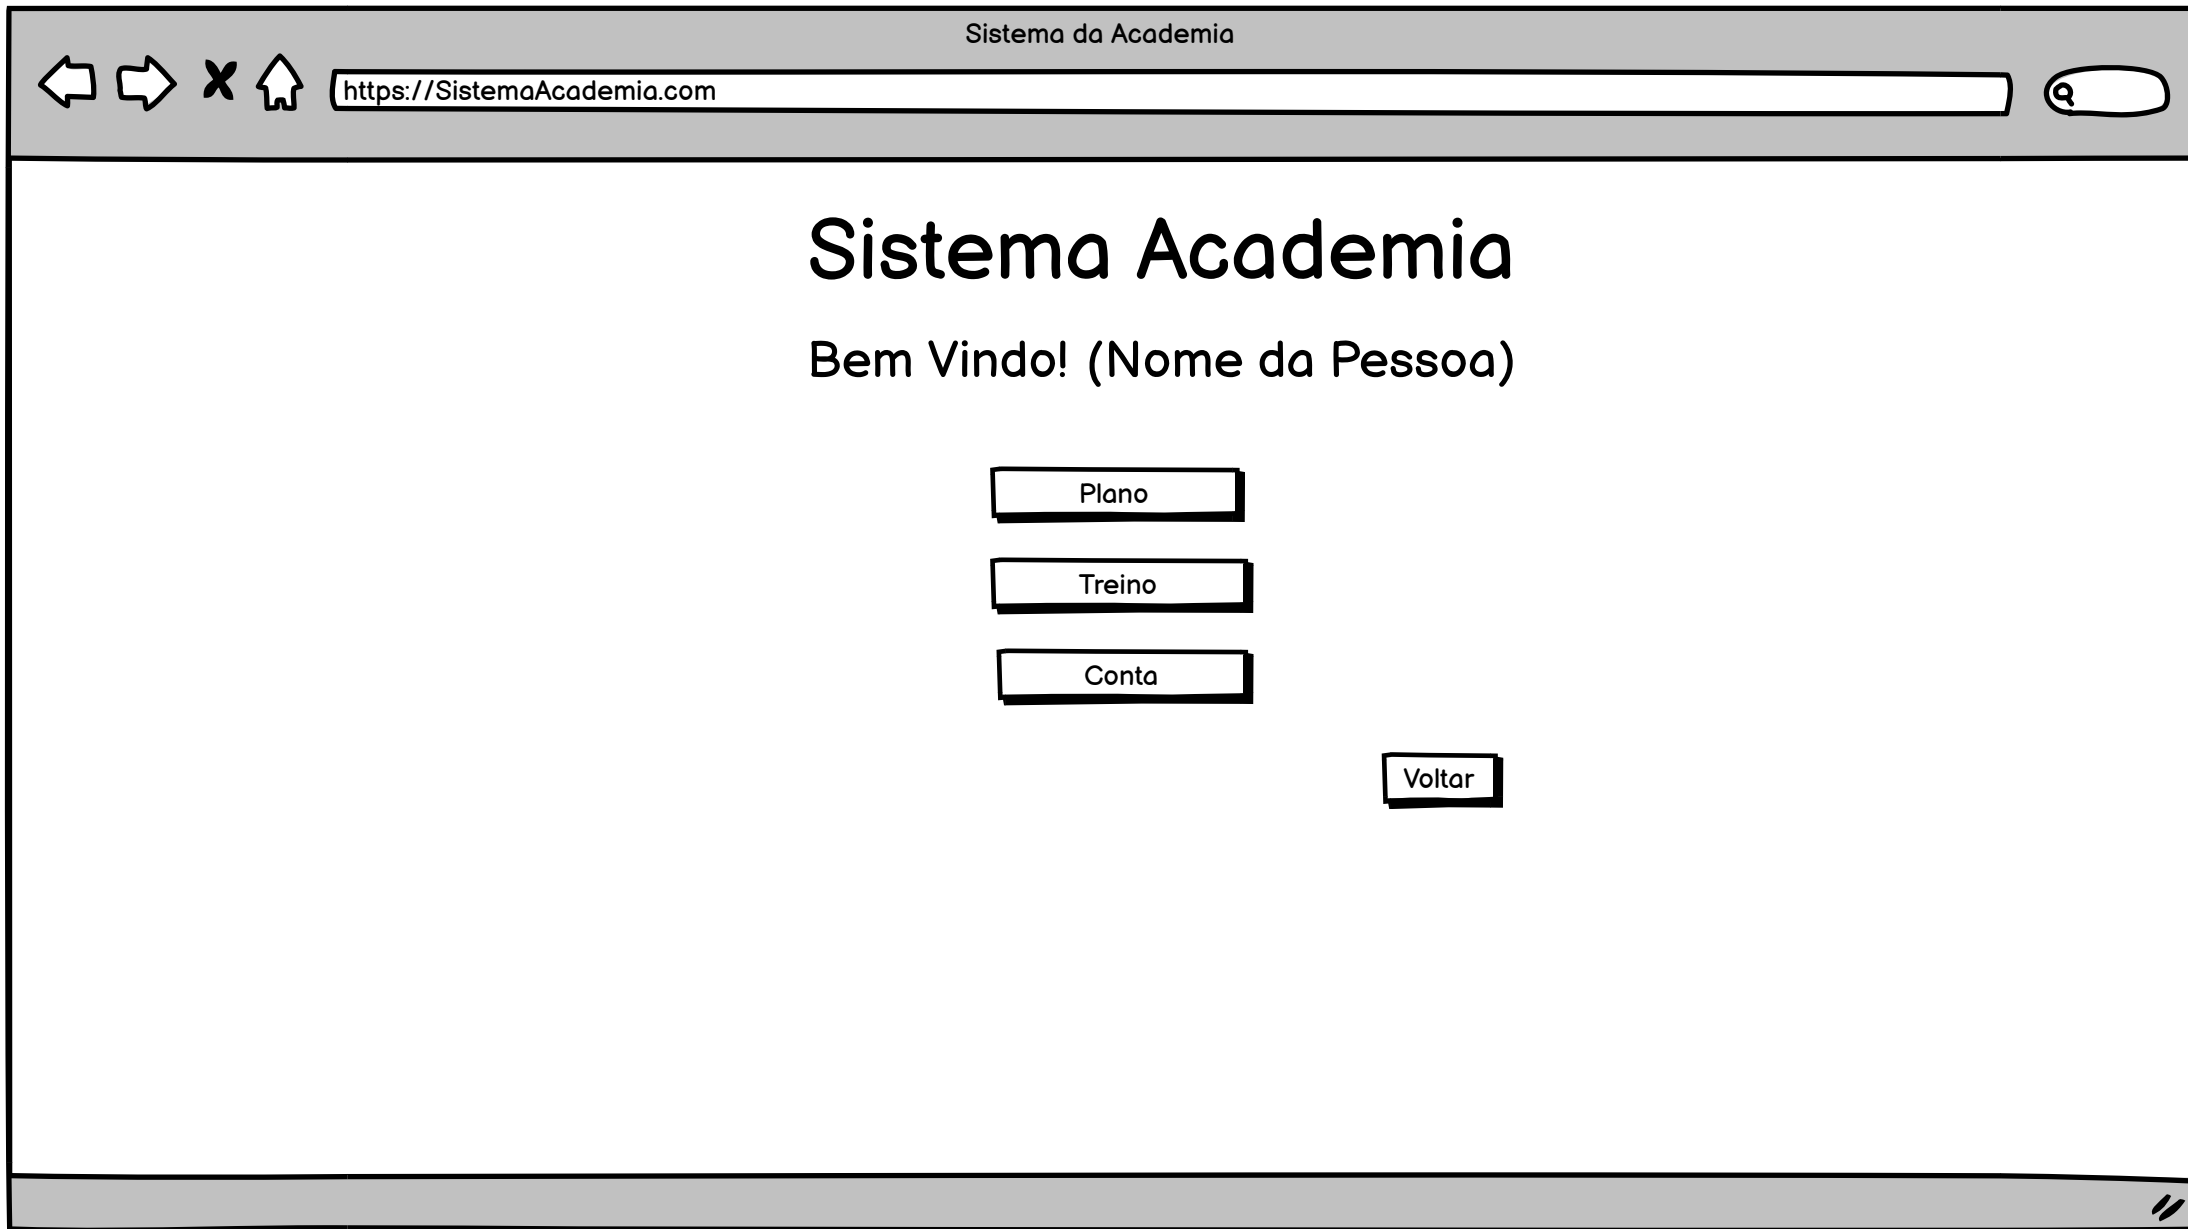 Sistema da Academia
https://SistemaAcademia.com
Sistema Academia
Bem Vindo! (Nome da Pessoa)
Plano
Treino
Conta
Voltar